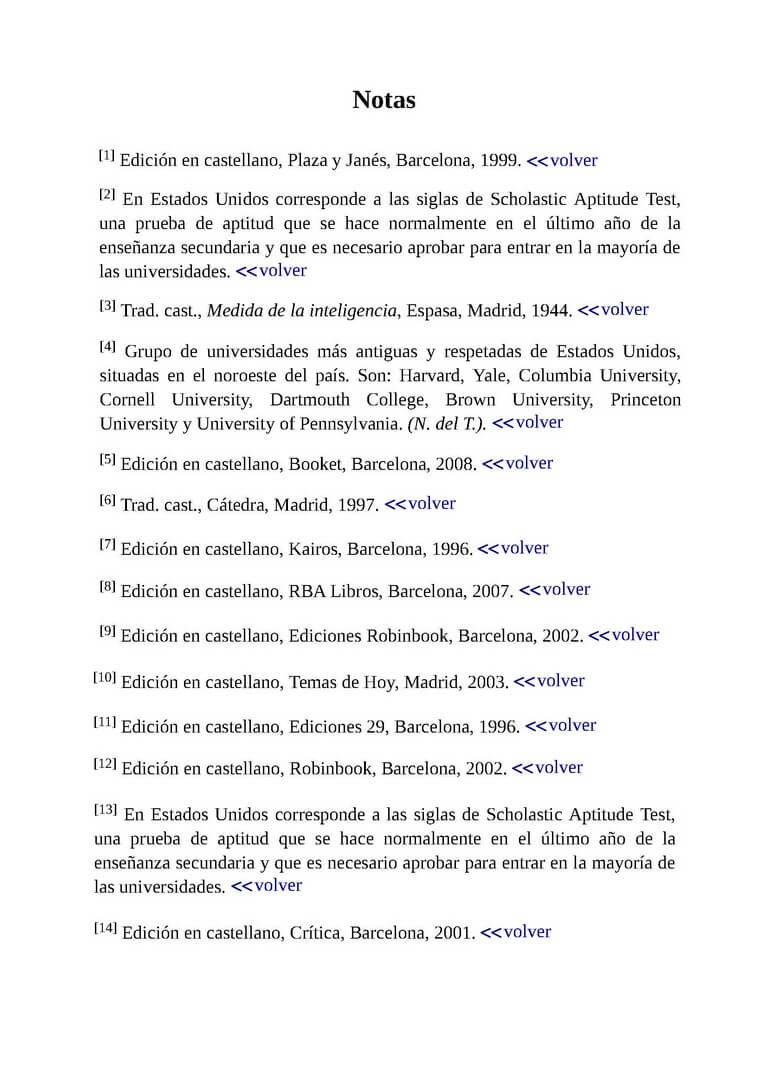 Notas
[1] Edición en castellano, Plaza y Janés, Barcelona, 1999. <<volver
[2] En Estados Unidos corresponde a las siglas de Scholastic Aptitude Test,
una prueba de aptitud que se hace normalmente en el último año de la
enseñanza secundaria y que es necesario aprobar para entrar en la mayoría de
las universidades. <<volver
[3] Trad. cast., Medida de la inteligencia, Espasa, Madrid, 1944. <<volver
[4] Grupo de universidades más antiguas y respetadas de Estados Unidos,
situadas en el noroeste del país. Son: Harvard, Yale, Columbia University,
Cornell University, Dartmouth College, Brown University, Princeton
University y University of Pennsylvania. (N. del T.). <<volver
[5] Edición en castellano, Booket, Barcelona, 2008. <<volver
[6] Trad. cast., Cátedra, Madrid, 1997. <<volver
[7] Edición en castellano, Kairos, Barcelona, 1996. <<volver
[8] Edición en castellano, RBA Libros, Barcelona, 2007. <<volver
[9] Edición en castellano, Ediciones Robinbook, Barcelona, 2002. <<volver
[10] Edición en castellano, Temas de Hoy, Madrid, 2003. <<volver
[11] Edición en castellano, Ediciones 29, Barcelona, 1996. <<volver
[12] Edición en castellano, Robinbook, Barcelona, 2002. <<volver
[13] En Estados Unidos corresponde a las siglas de Scholastic Aptitude Test,
una prueba de aptitud que se hace normalmente en el último año de la
enseñanza secundaria y que es necesario aprobar para entrar en la mayoría de
las universidades. <<volver
[14] Edición en castellano, Crítica, Barcelona, 2001. <<volver